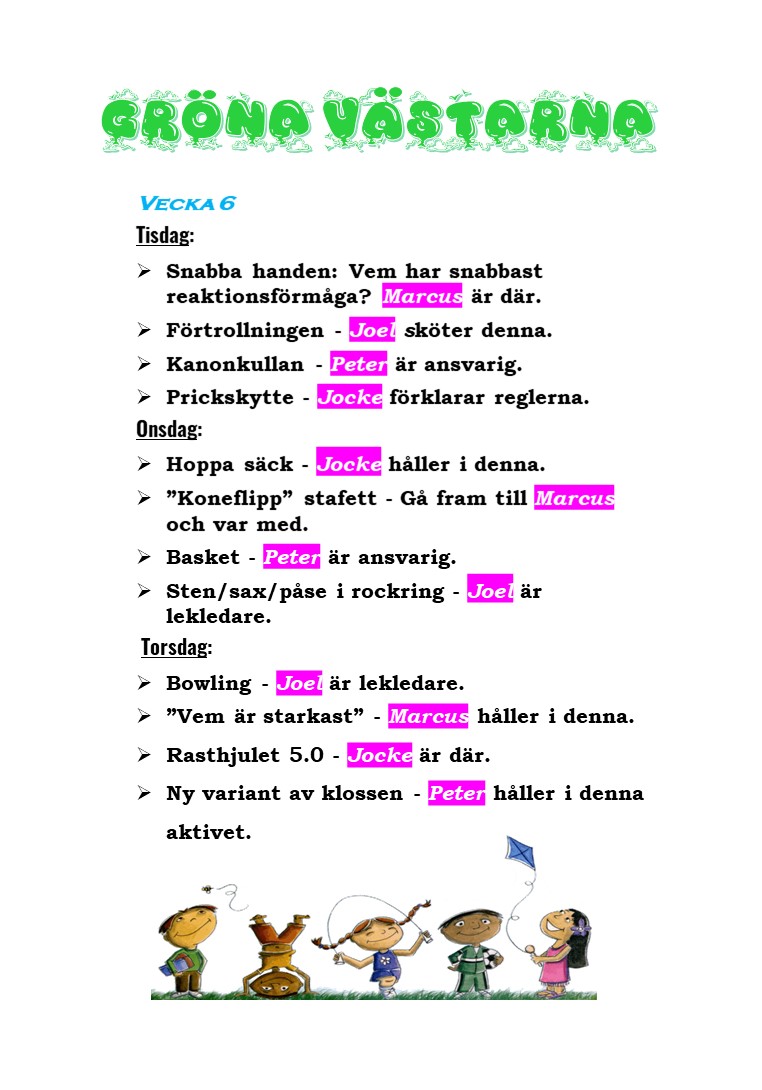 GRÖNA VÄSTARNA
Vecka 6
Tisdag:
➢ Snabba handen: Vem har snabbast
reaktionsförmåga? Marcus är där.
➢ Förtrollningen - Joel sköter denna.
➢ Kanonkullan - Peter är ansvarig.
➢ Prickskytte - Jocke förklarar reglerna.
Onsdag:
➢ Hoppa säck - Jocke håller i denna.
➢ ”Koneflipp” stafett - Gå fram till Marcus
och var med.
➢ Basket - Peter är ansvarig.
➢ Sten/sax/påse i rockring - Joel är
lekledare.
Torsdag:
➢ Bowling - Joel är lekledare.
➢ ”Vem är starkast” - Marcus håller i denna.
➢ Rasthjulet 5.0 - Jocke är där.
➢ Ny variant av klossen - Peter håller i denna
aktivet.